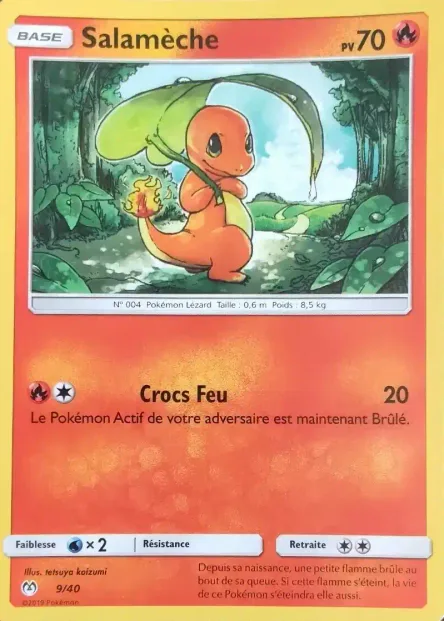 BASE Salamèche PV70
N° 004 Pokémon Lézard Taille : 0,6 m Poids : 8,5 kg
Crocs Feu 20
Le Pokémon Actif de votre adversaire est maintenant Brûlé.
Faiblesse ×2 Résistance Retraite
Illus. tetsuya koizumi
9/40
©2019 Pokémon
Depuis sa naissance, une petite flamme brûle au
bout de sa queue. Si cette flamme s'éteint, la vie
de ce Pokémon s'éteindra elle aussi.